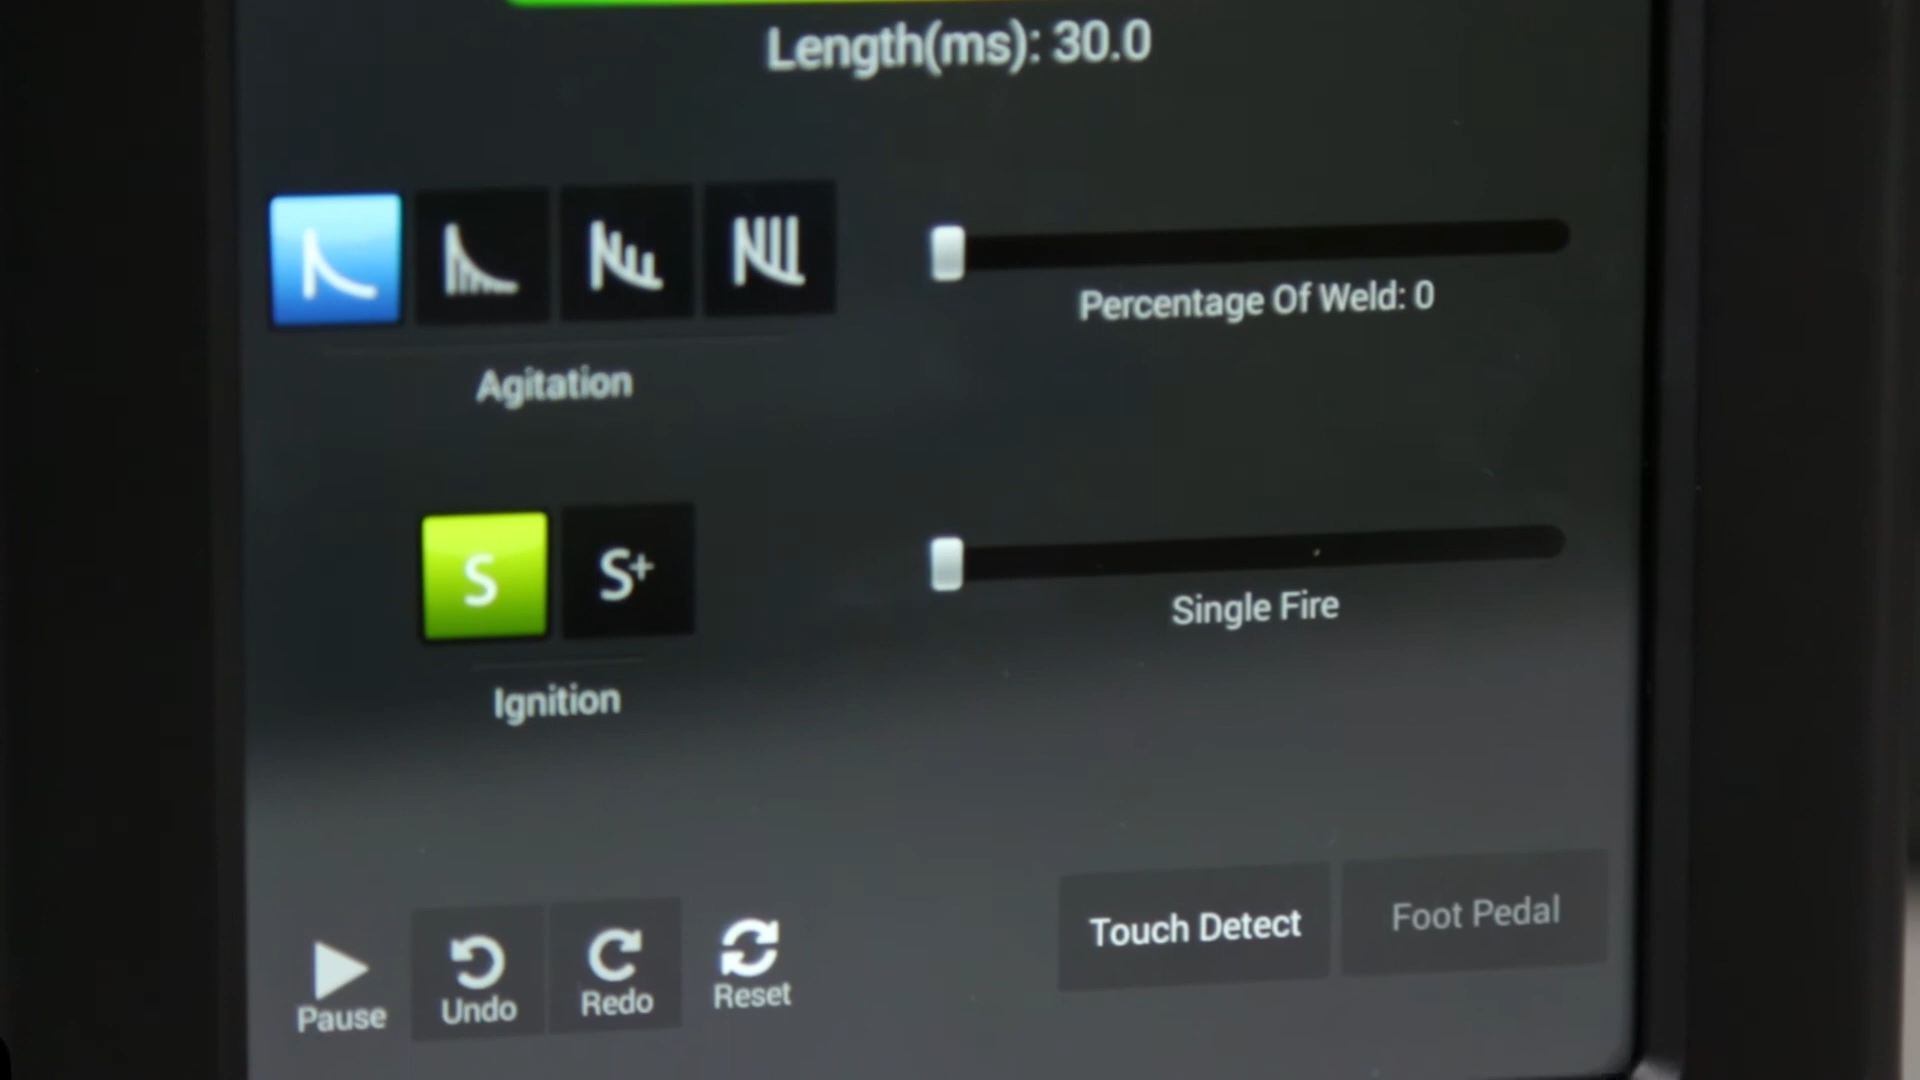 Length(ms): 30.0
Percentage Of Weld: 0
Agitation
S
S+
Single Fire
Ignition
Pause
Undo
Redo
Reset
Touch Detect
Foot Pedal